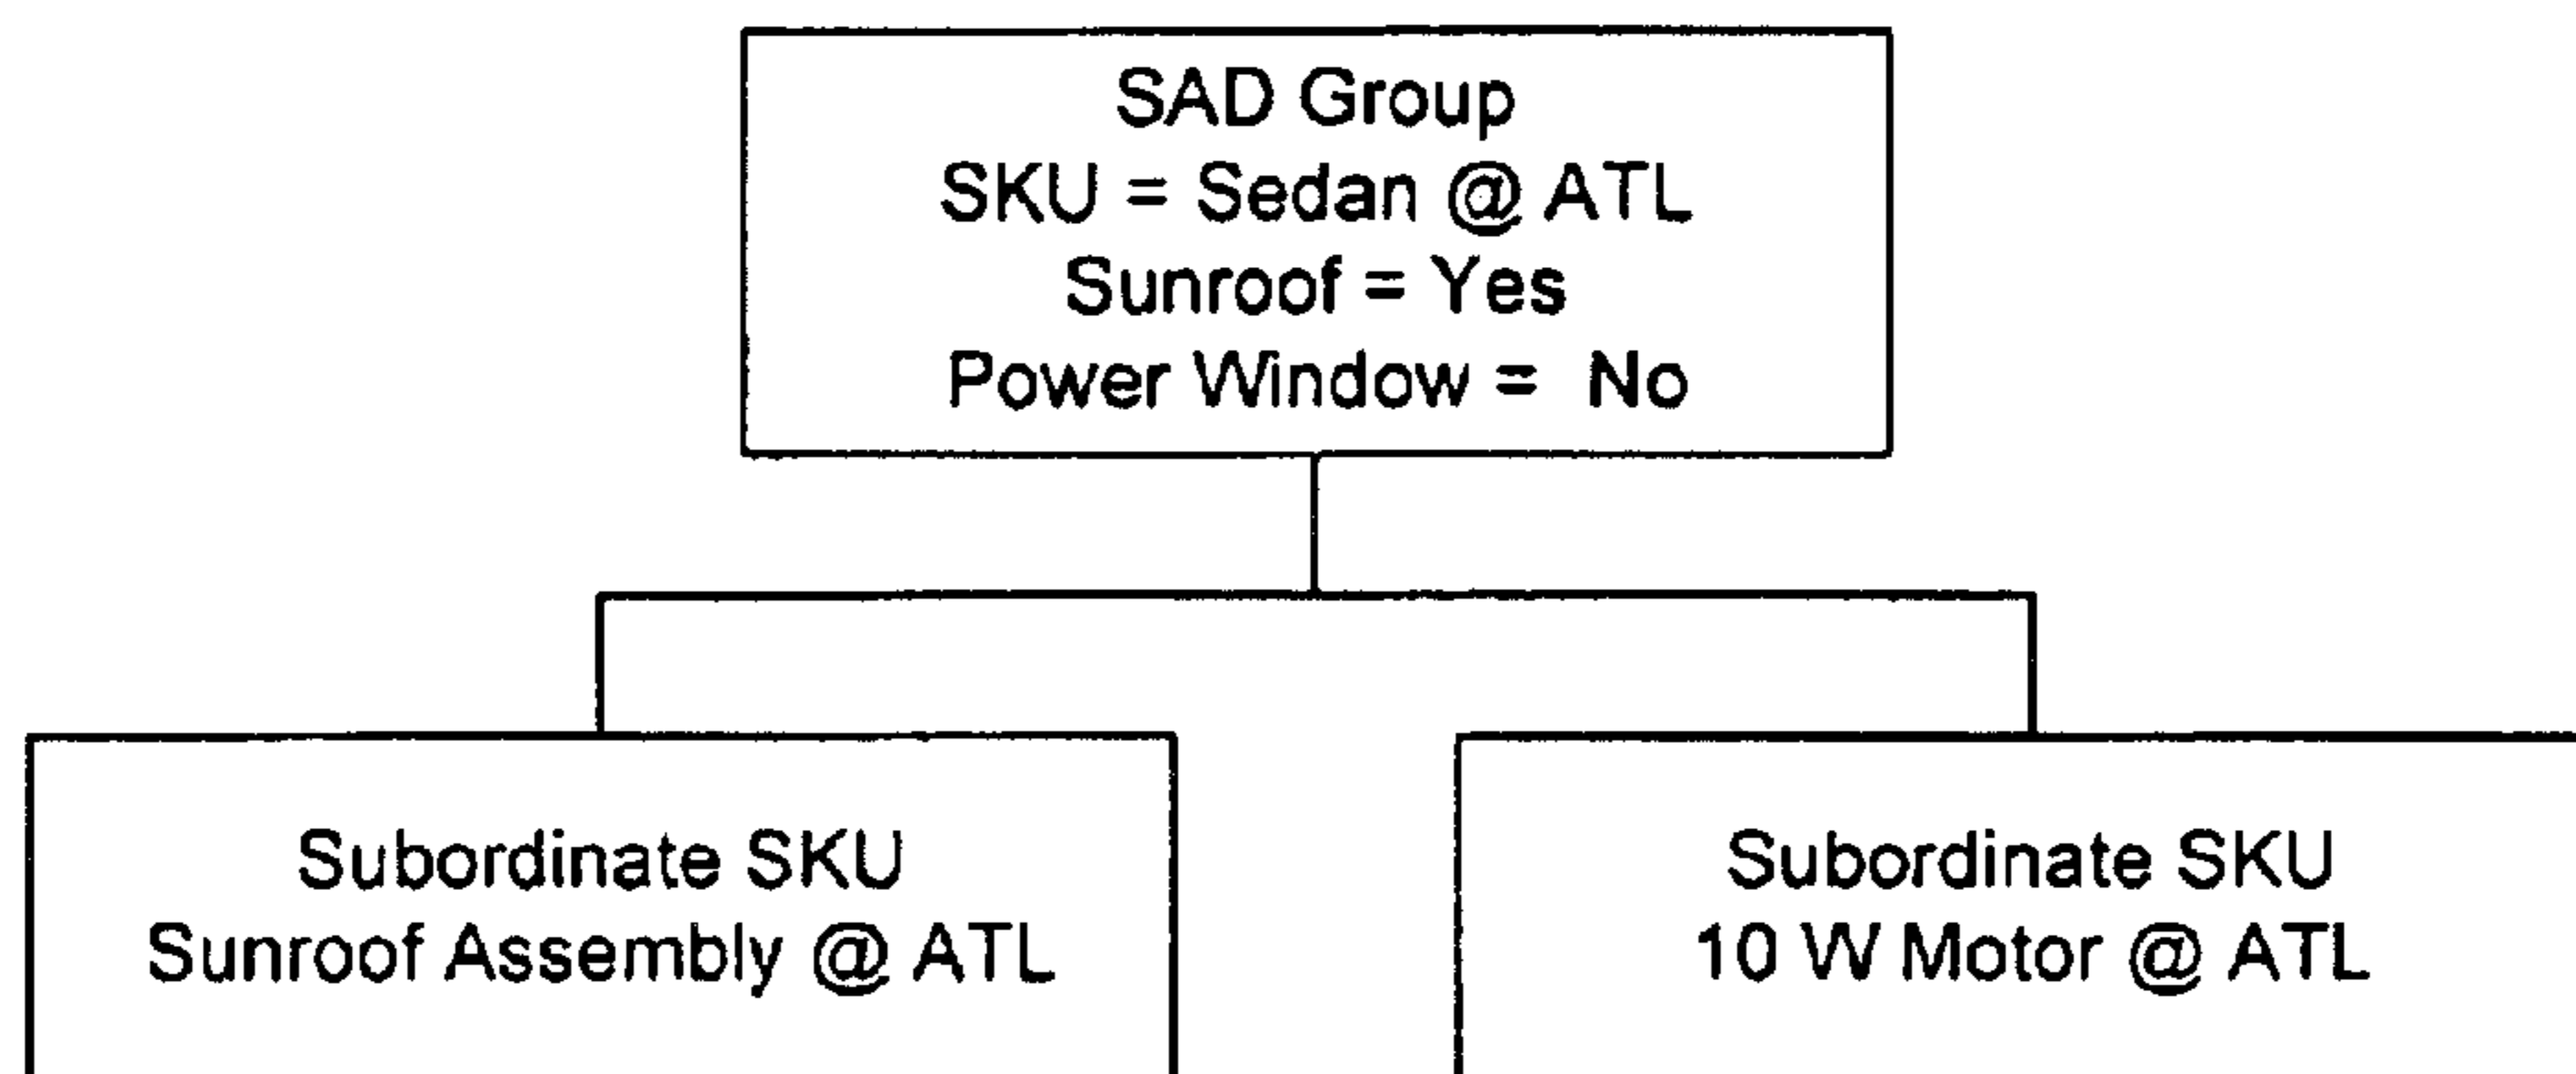 SAD Group
SKU = Sedan @ ATL
Sunroof = Yes
Power Window = No
Subordinate SKU
Sunroof Assembly @ ATL
Subordinate SKU
10 W Motor @ ATL